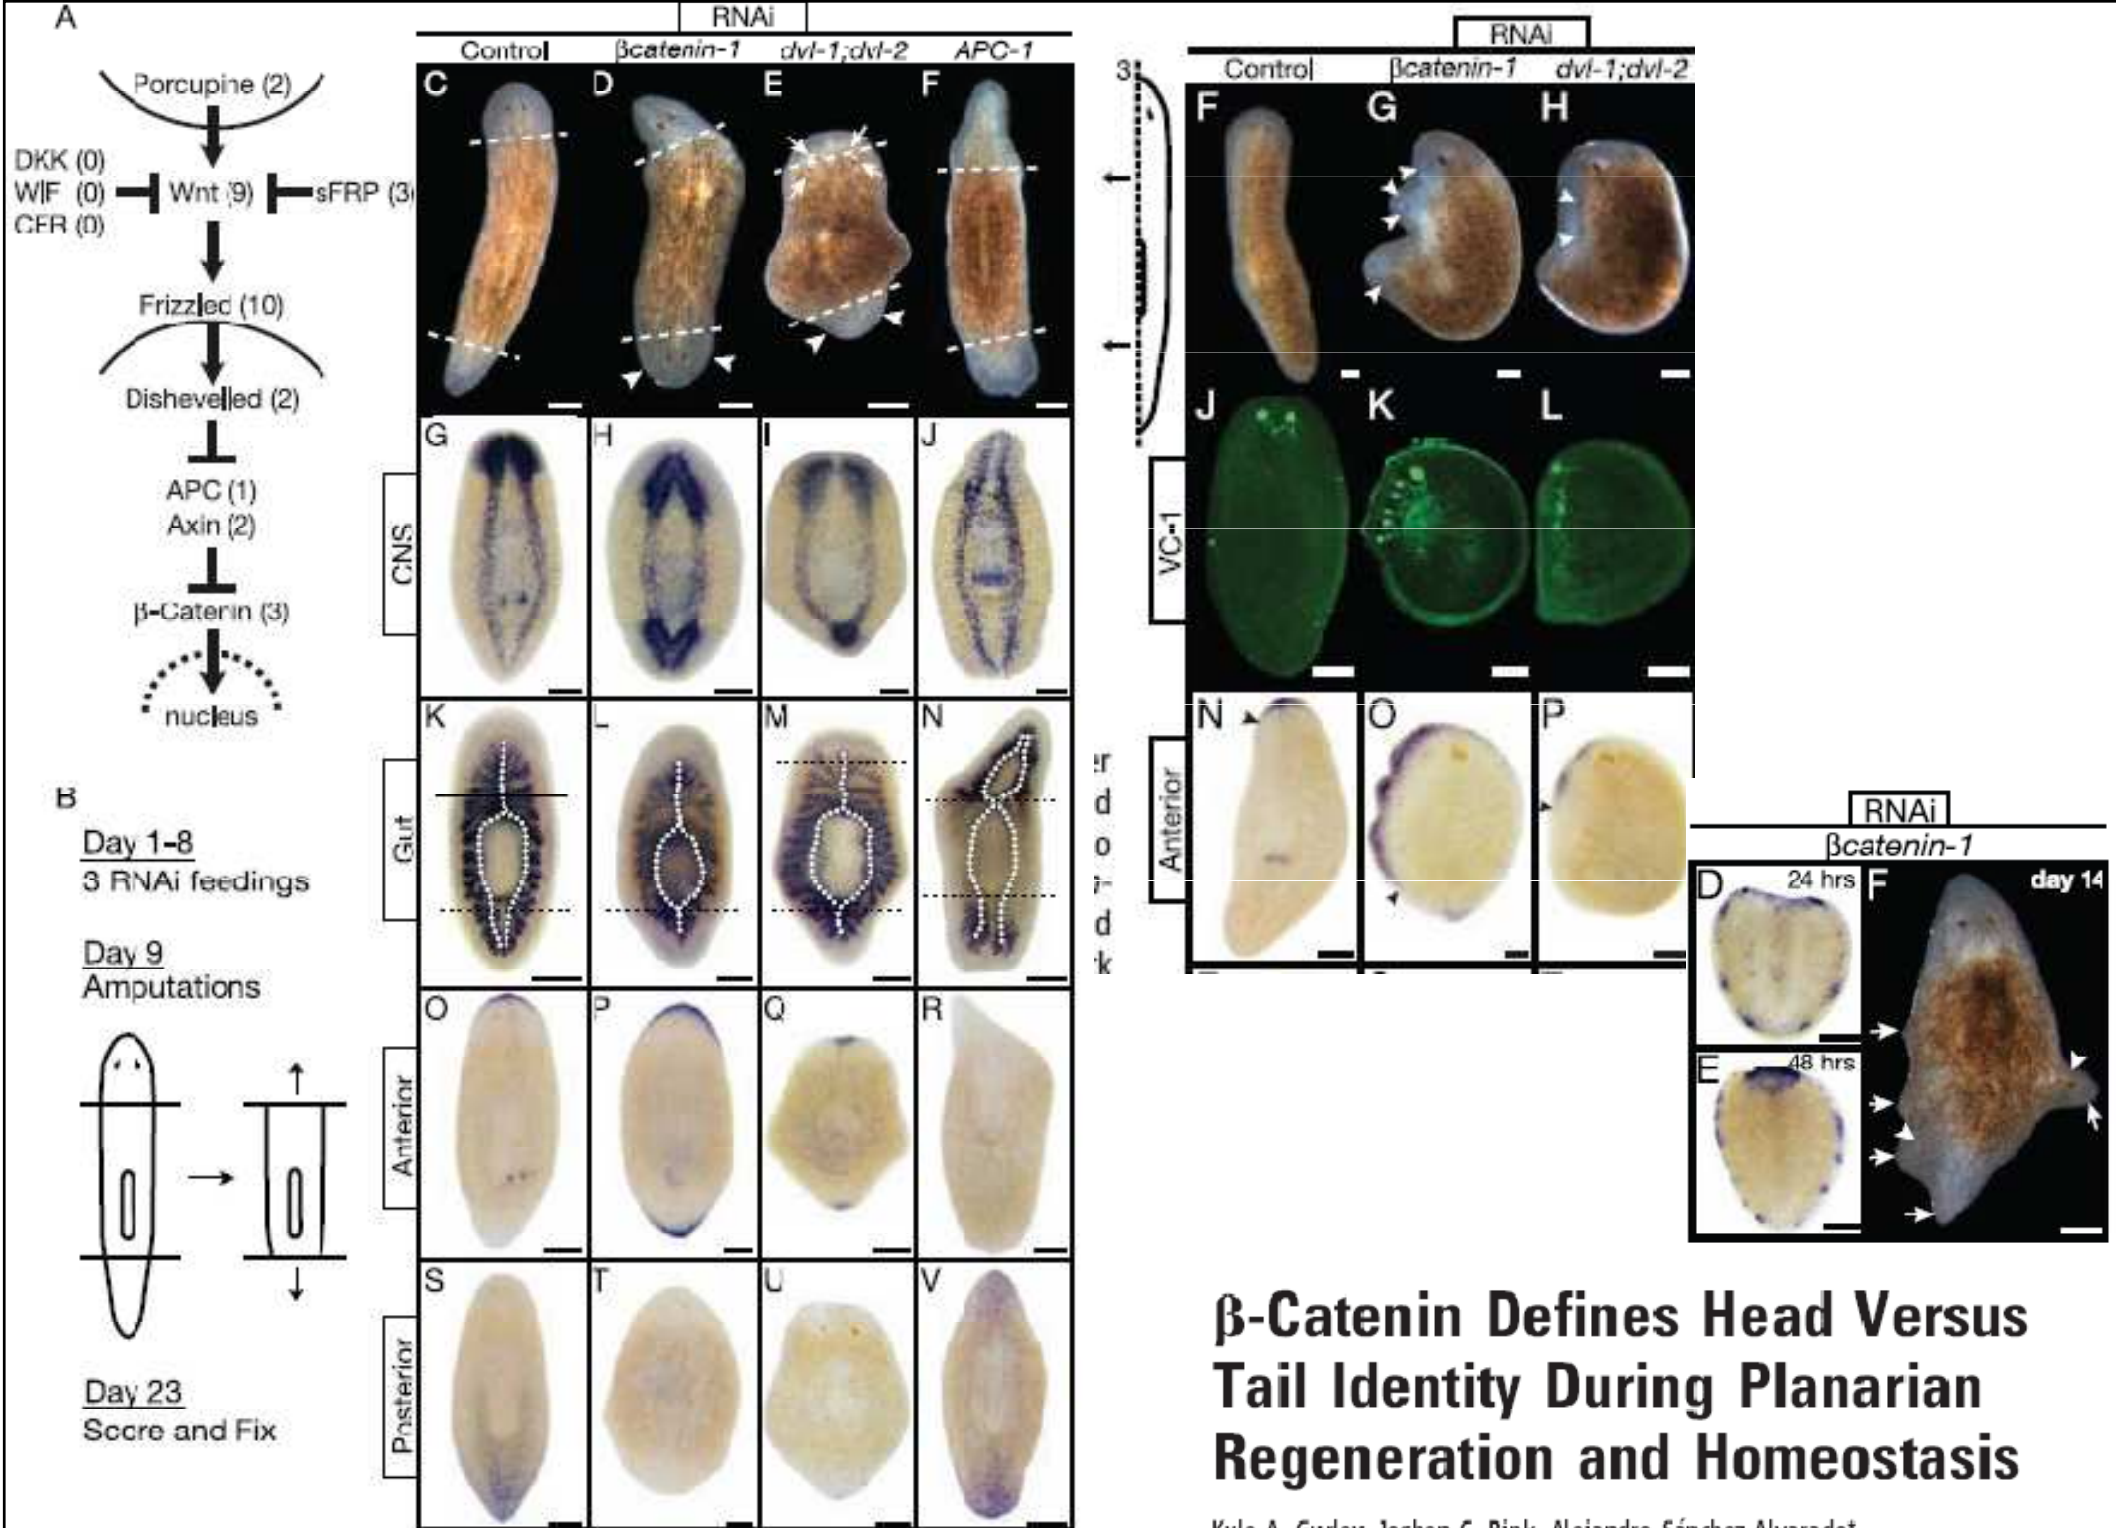 A
Porcupine (2)
DKK (0)
WIF (0)
CER (0)
Wnt (9)
sFRP (3)
Frizzled (10)
Dishevelled (2)
APC (1)
Axin (2)
β-Catenin (3)
nucleus
B
Day 1-8
3 RNAi feedings
Day 9
Amputations
Day 23
Score and Fix
RNAi
Control βcatenin-1 dvl-1;dvl-2 APC-1
C D E F
CNS
G H I J
Gut
K L M N
Anterior
O P Q R
Posterior
S T U V
RNAi
Control βcatenin-1 dvl-1;dvl-2
3
F G H
VC-1
J K L
Anterior
N O P
d
o
d
k
RNAi
βcatenin-1
D 24 hrs
E 48 hrs
F day 14
β-Catenin Defines Head Versus
Tail Identity During Planarian
Regeneration and Homeostasis